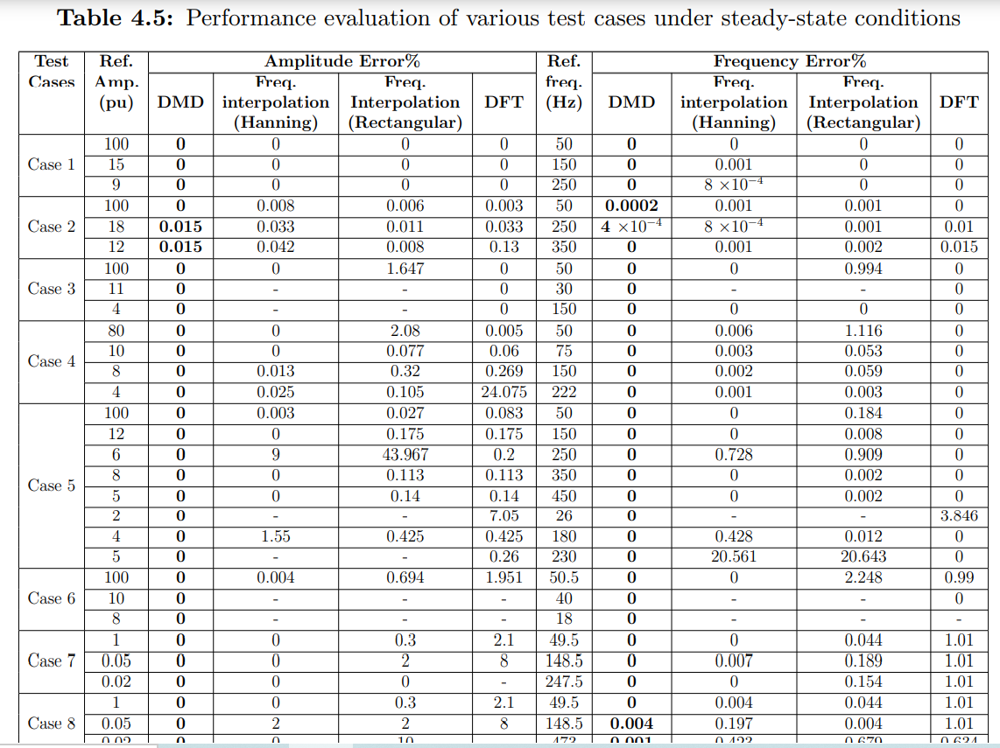 Table 4.5: Performance evaluation of various test cases under steady-state conditions
Test Ref. Amplitude Error% Ref. Frequency Error%
Cases Amp. Freq. Freq. freq. Freq. Freq.
(pu) DMD interpolation Interpolation DFT (Hz) DMD interpolation Interpolation DFT
(Hanning) (Rectangular) (Hanning) (Rectangular)
100 0 0 0 0 50 0 0 0 0
Case 1 15 0 0 0 0 150 0 0.001 0 0
9 0 0 0 0 250 0 8 ×10⁻⁴ 0 0
100 0 0.008 0.006 0.003 50 0.0002 0.001 0.001 0
Case 2 18 0.015 0.033 0.011 0.033 250 4 ×10⁻⁴ 8 ×10⁻⁴ 0.001 0.01
12 0.015 0.042 0.008 0.13 350 0 0.001 0.002 0.015
100 0 0 1.647 0 50 0 0 0.994 0
Case 3 11 0 - - 0 30 0 - - 0
4 0 - - 0 150 0 0 0 0
80 0 0 2.08 0.005 50 0 0.006 1.116 0
10 0 0 0.077 0.06 75 0 0.003 0.053 0
Case 4
8 0 0.013 0.32 0.269 150 0 0.002 0.059 0
4 0 0.025 0.105 24.075 222 0 0.001 0.003 0
100 0 0.003 0.027 0.083 50 0 0 0.184 0
12 0 0 0.175 0.175 150 0 0 0.008 0
6 0 9 43.967 0.2 250 0 0.728 0.909 0
8 0 0 0.113 0.113 350 0 0 0.002 0
Case 5
5 0 0 0.14 0.14 450 0 0 0.002 0
2 0 - - 7.05 26 0 - - 3.846
4 0 1.55 0.425 0.425 180 0 0.428 0.012 0
5 0 - - 0.26 230 0 20.561 20.643 0
100 0 0.004 0.694 1.951 50.5 0 0 2.248 0.99
Case 6 10 0 - - - 40 0 - - 0
8 0 - - - 18 0 - - -
1 0 0 0.3 2.1 49.5 0 0 0.044 1.01
Case 7 0.05 0 0 2 8 148.5 0 0.007 0.189 1.01
0.02 0 0 0 - 247.5 0 0 0.154 1.01
1 0 0 0.3 2.1 49.5 0 0.004 0.044 1.01
Case 8 0.05 0 2 2 8 148.5 0.004 0.197 0.004 1.01